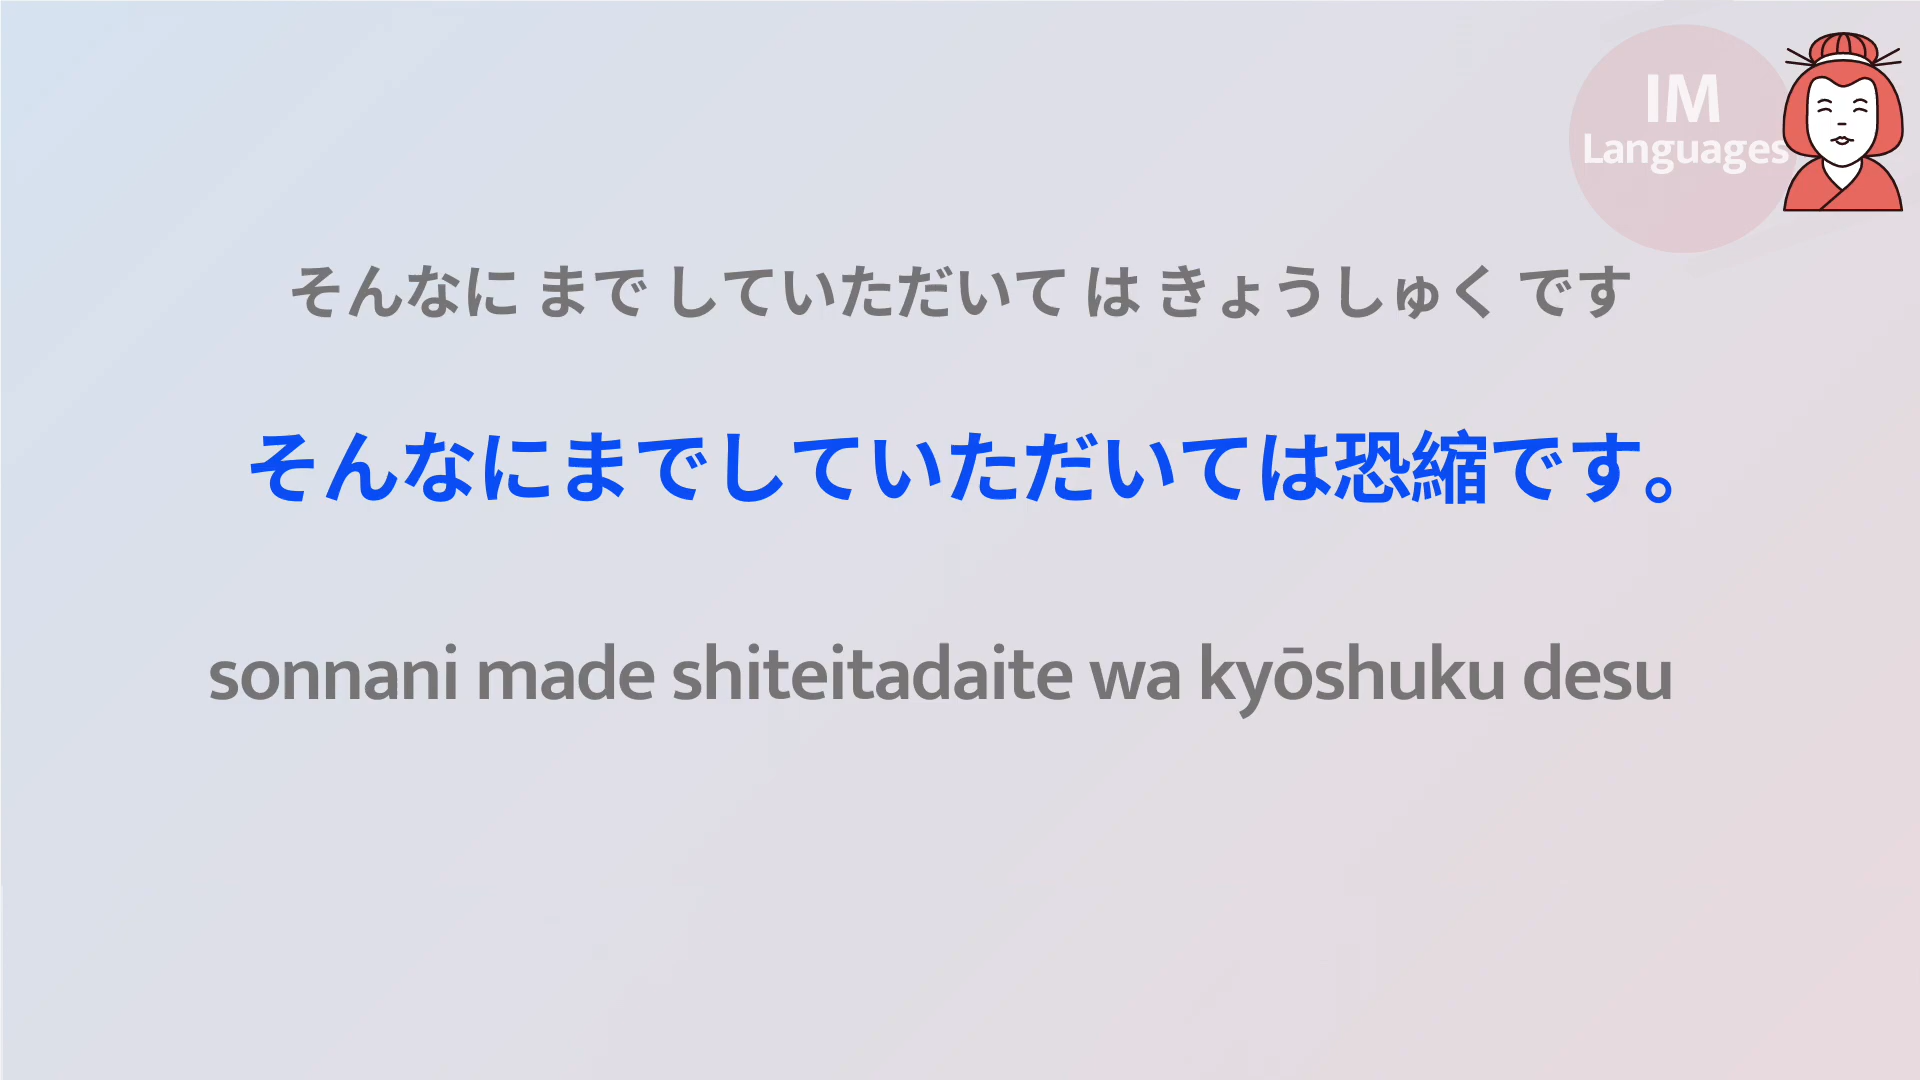 IM
Languages
そんなに まで していただいて は きょうしゅく です
そんなにまでしていただいては恐縮です。
sonnani made shiteitadaite wa kyōshuku desu